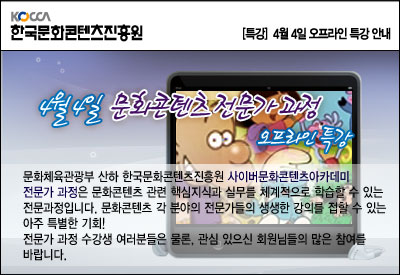 KOCCA
한국문화콘텐츠진흥원
[특강] 4월 4일 오프라인 특강 안내
4월 4일 문화콘텐츠 전문가 과정
오프라인 특강
문화체육관광부 산하 한국문화콘텐츠진흥원 사이버문화콘텐츠아카데미
전문가 과정은 문화콘텐츠 관련 핵심지식과 실무를 체계적으로 학습할 수 있는
전문과정입니다. 문화콘텐츠 각 분야의 전문가들의 생생한 강의를 접할 수 있는
아주 특별한 기회!
전문가 과정 수강생 여러분들은 물론, 관심 있으신 회원님들의 많은 참여를
바랍니다.